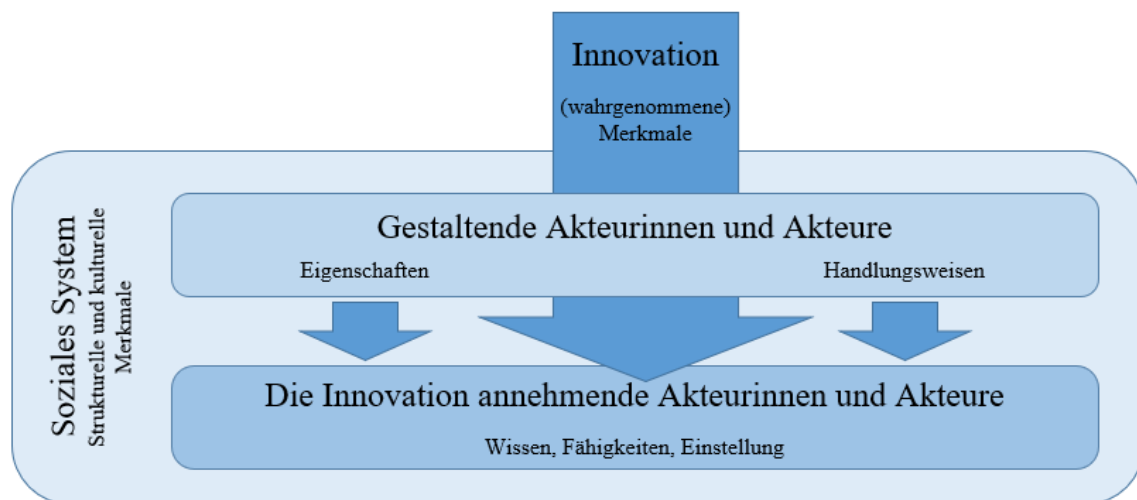 Innovation
(wahrgenommene)
Merkmale
Soziales System
Strukturelle und kulturelle
Merkmale
Gestaltende Akteurinnen und Akteure
Eigenschaften
Handlungsweisen
Die Innovation annehmende Akteurinnen und Akteure
Wissen, Fähigkeiten, Einstellung